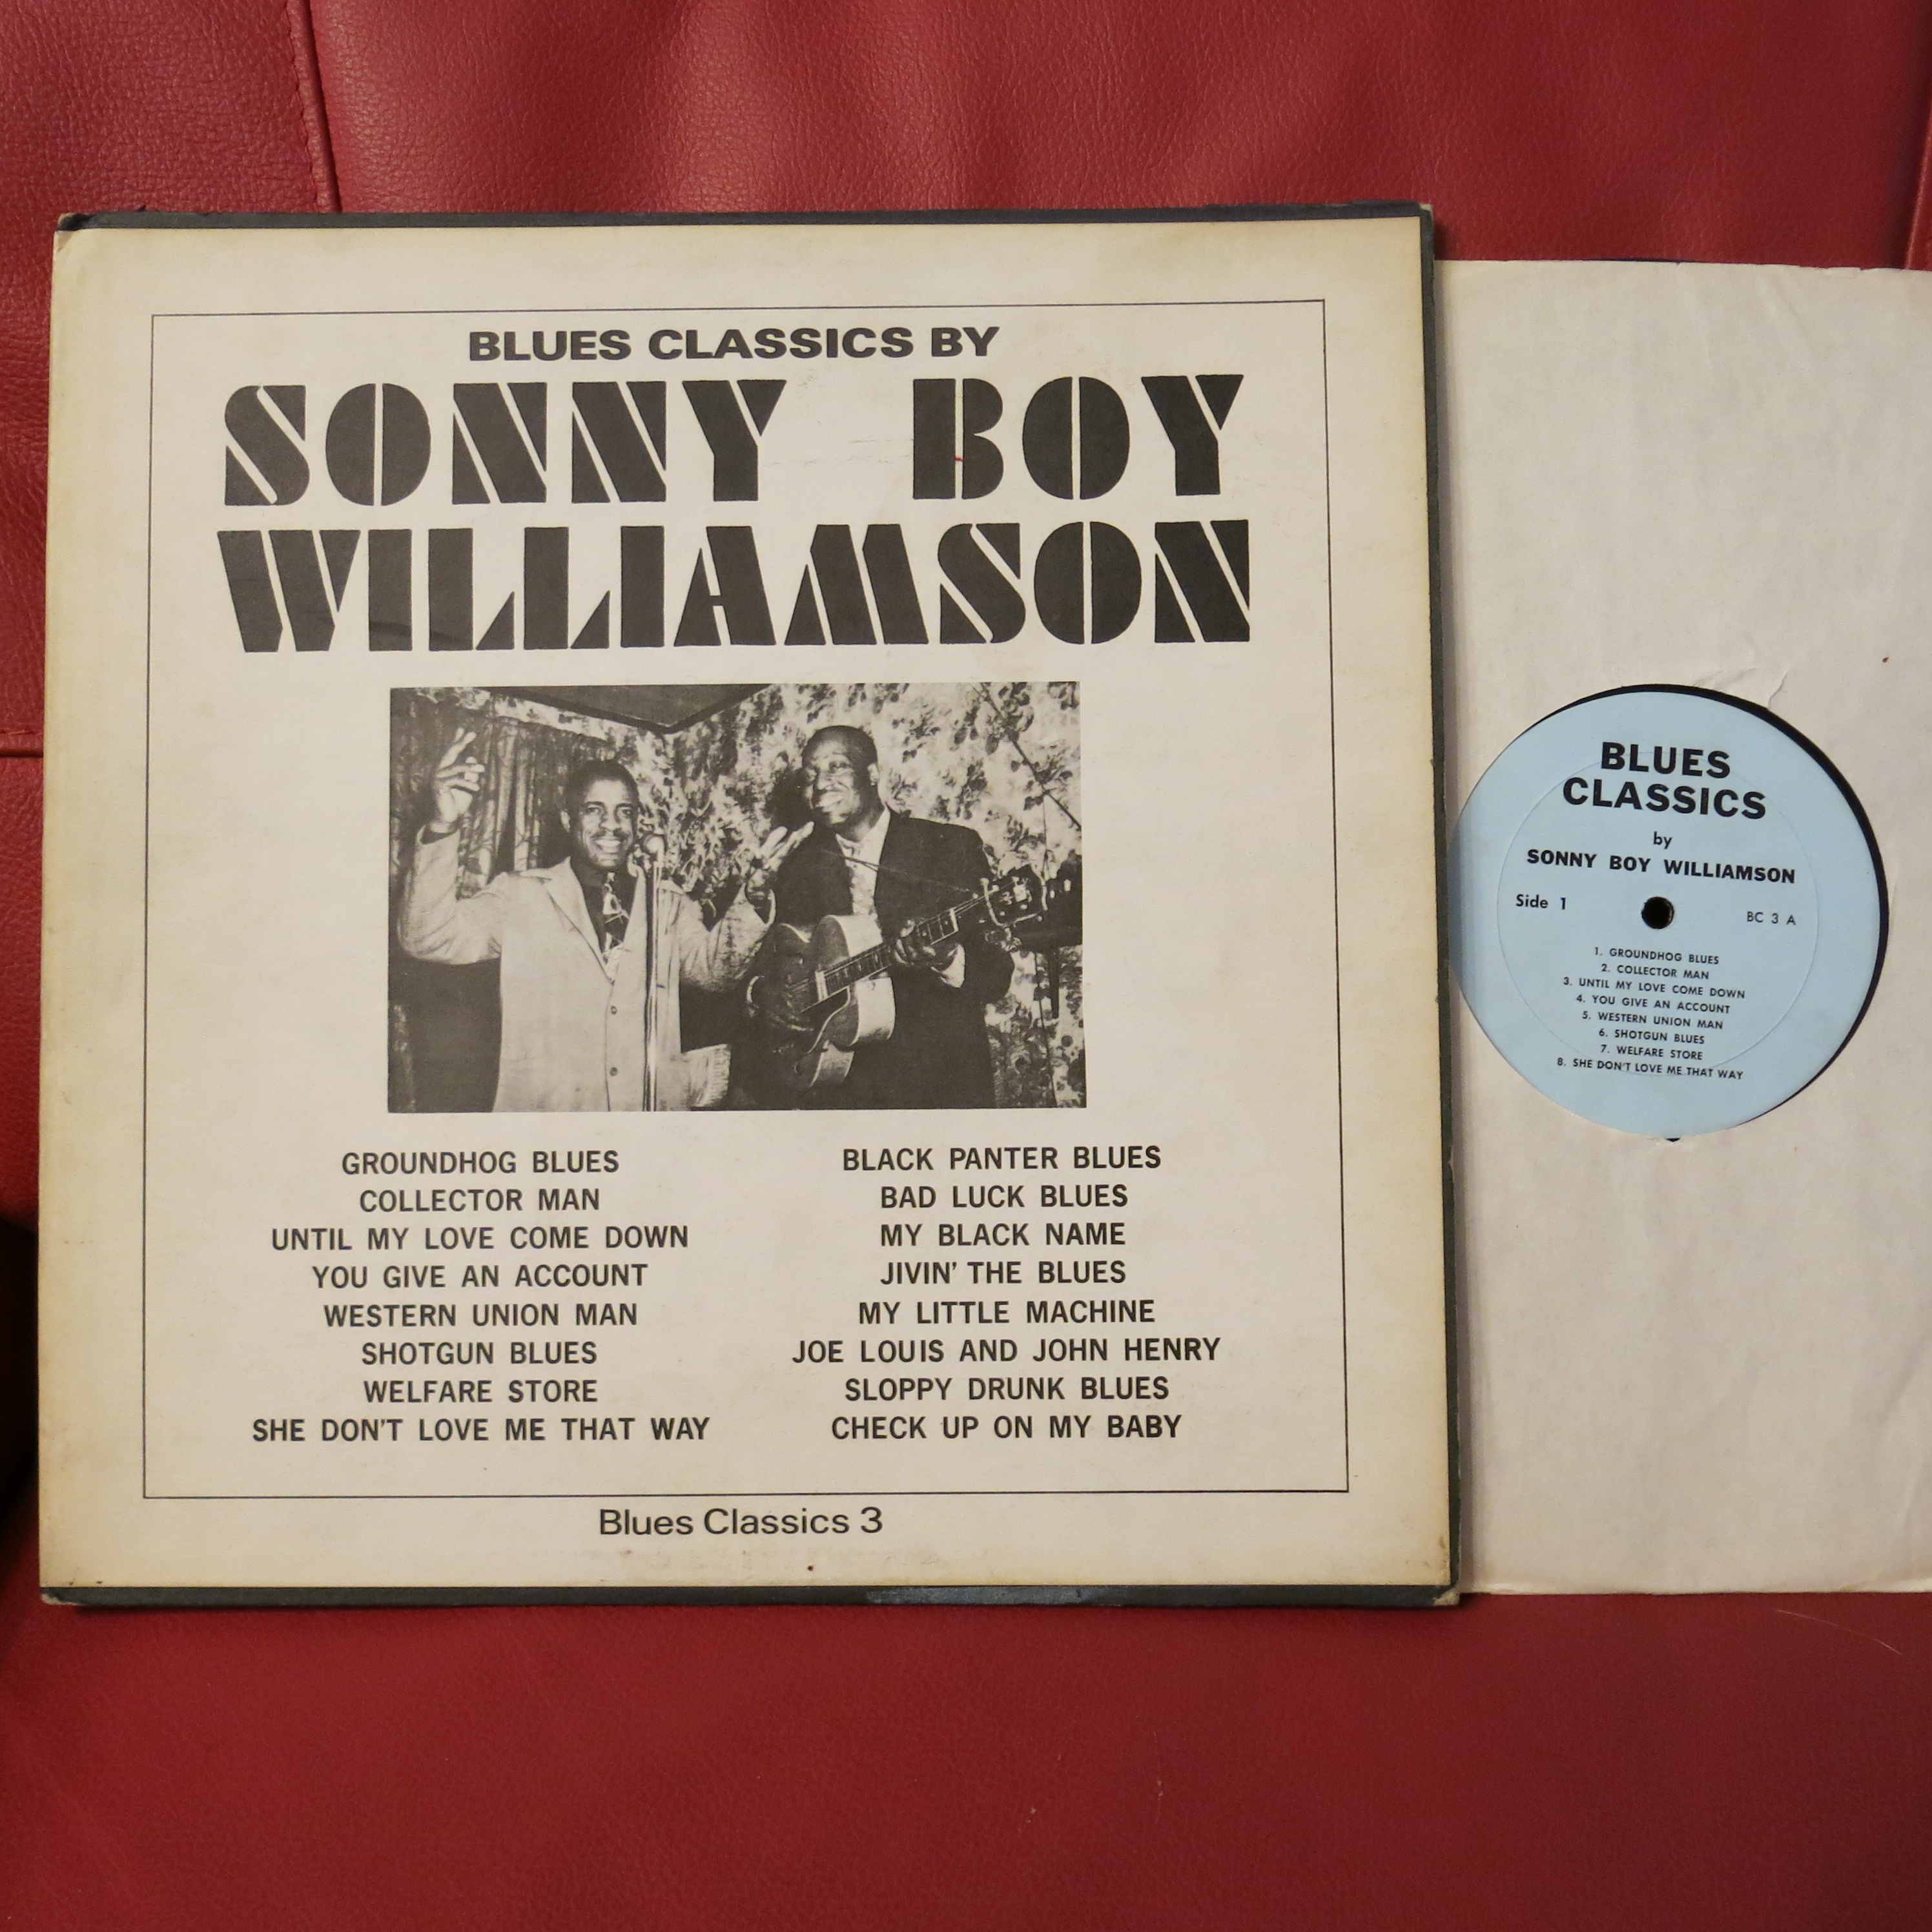 BLUES CLASSICS BY
SONNY BOY
WILLIAMSON
GROUNDHOG BLUES
COLLECTOR MAN
UNTIL MY LOVE COME DOWN
YOU GIVE AN ACCOUNT
WESTERN UNION MAN
SHOTGUN BLUES
WELFARE STORE
SHE DON'T LOVE ME THAT WAY
BLACK PANTER BLUES
BAD LUCK BLUES
MY BLACK NAME
JIVIN' THE BLUES
MY LITTLE MACHINE
JOE LOUIS AND JOHN HENRY
SLOPPY DRUNK BLUES
CHECK UP ON MY BABY
Blues Classics 3
BLUES
CLASSICS
by
SONNY BOY WILLIAMSON
Side 1
BC 3 A
1. GROUNDHOG BLUES
2. COLLECTOR MAN
3. UNTIL MY LOVE COME DOWN
4. YOU GIVE AN ACCOUNT
5. WESTERN UNION MAN
6. SHOTGUN BLUES
7. WELFARE STORE
8. SHE DON'T LOVE ME THAT WAY